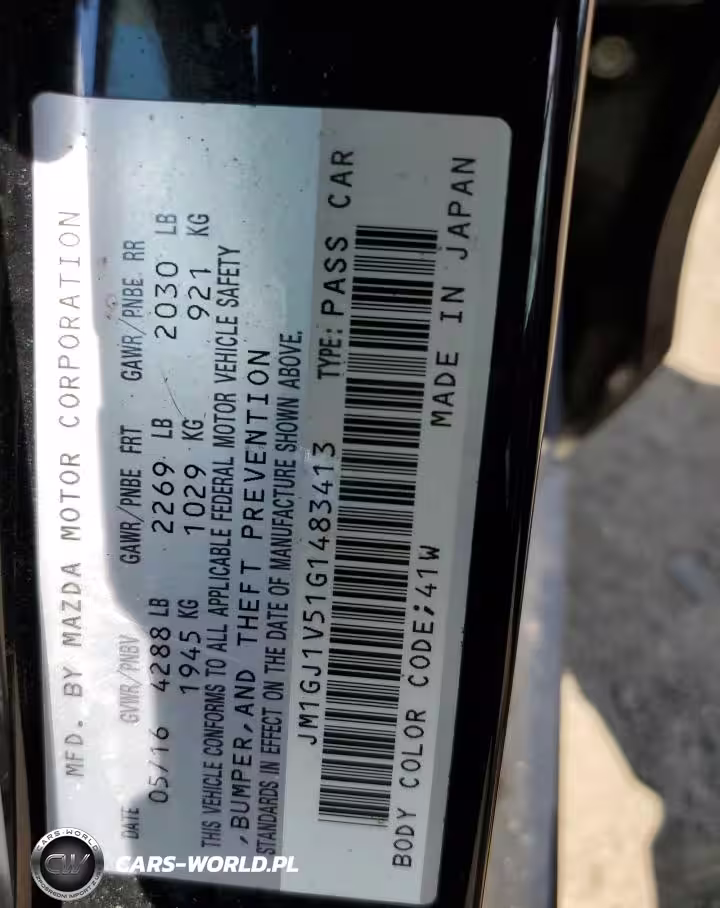 MFD. BY MAZDA MOTOR CORPORATION
DATE GVWR/PNBV GAWR/PNBE FRT GAWR/PNBE RR
05/16 4288 LB 2269 LB 2030 LB
1945 KG 1029 KG 921 KG
THIS VEHICLE CONFORMS TO ALL APPLICABLE FEDERAL MOTOR VEHICLE SAFETY
, BUMPER, AND THEFT PREVENTION
STANDARDS IN EFFECT ON THE DATE OF MANUFACTURE SHOWN ABOVE.
JM1GJ1V51G1483413 TYPE: PASS CAR
BODY COLOR CODE;41W MADE IN JAPAN
CARS-WORLD
CW
CARS-WORLD.PL